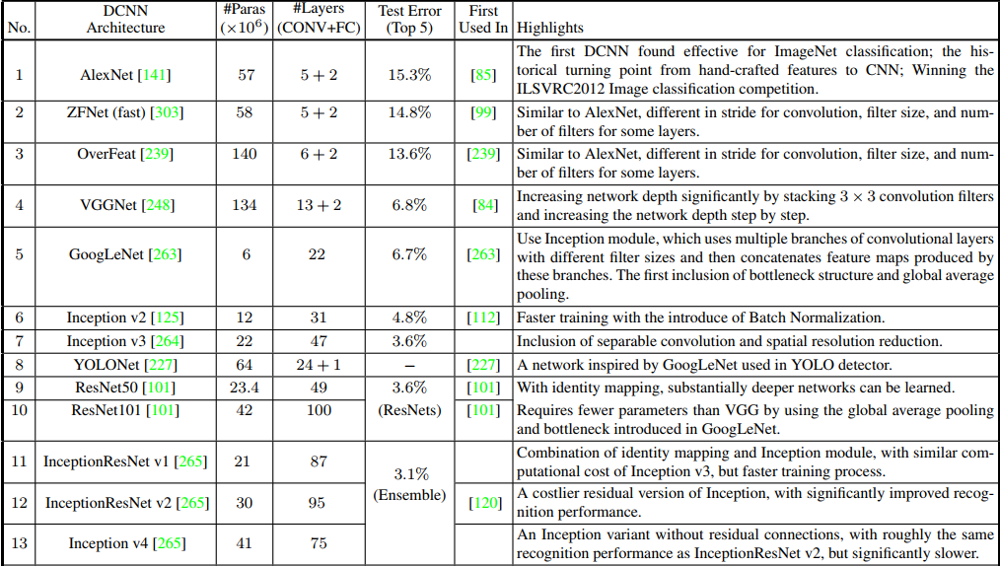 No. DCNN Architecture #Paras (×10⁶) #Layers (CONV+FC) Test Error (Top 5) First Used In Highlights
1 AlexNet [141] 57 5 + 2 15.3% [85] The first DCNN found effective for ImageNet classification; the his-
torical turning point from hand-crafted features to CNN; Winning the
ILSVRC2012 Image classification competition.
2 ZFNet (fast) [303] 58 5 + 2 14.8% [99] Similar to AlexNet, different in stride for convolution, filter size, and num-
ber of filters for some layers.
3 OverFeat [239] 140 6 + 2 13.6% [239] Similar to AlexNet, different in stride for convolution, filter size, and num-
ber of filters for some layers.
4 VGGNet [248] 134 13 + 2 6.8% [84] Increasing network depth significantly by stacking 3 × 3 convolution filters
and increasing the network depth step by step.
5 GoogLeNet [263] 6 22 6.7% [263] Use Inception module, which uses multiple branches of convolutional layers
with different filter sizes and then concatenates feature maps produced by
these branches. The first inclusion of bottleneck structure and global average
pooling.
6 Inception v2 [125] 12 31 4.8% [112] Faster training with the introduce of Batch Normalization.
7 Inception v3 [264] 22 47 3.6% Inclusion of separable convolution and spatial resolution reduction.
8 YOLONet [227] 64 24 + 1 − [227] A network inspired by GoogLeNet used in YOLO detector.
9 ResNet50 [101] 23.4 49 3.6% [101] With identity mapping, substantially deeper networks can be learned.
10 ResNet101 [101] 42 100 (ResNets) [101] Requires fewer parameters than VGG by using the global average pooling
and bottleneck introduced in GoogLeNet.
11 InceptionResNet v1 [265] 21 87 3.1% Combination of identity mapping and Inception module, with similar com-
putational cost of Inception v3, but faster training process.
12 InceptionResNet v2 [265] 30 95 (Ensemble) [120] A costlier residual version of Inception, with significantly improved recog-
nition performance.
13 Inception v4 [265] 41 75 An Inception variant without residual connections, with roughly the same
recognition performance as InceptionResNet v2, but significantly slower.